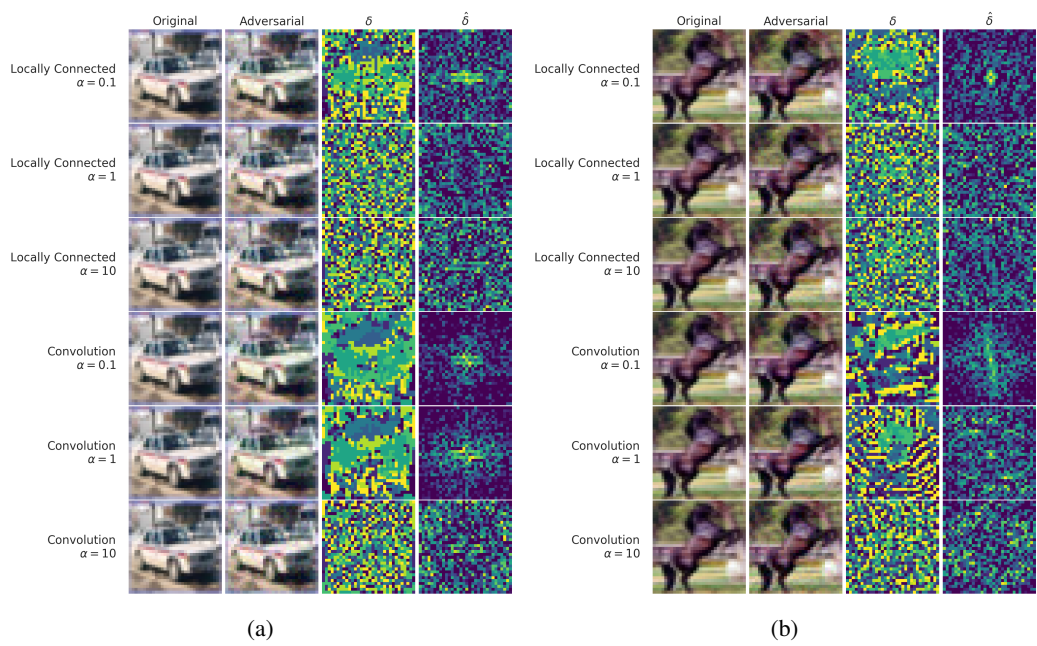 Original Adversarial δ δ̂
Locally Connected
α = 0.1
Locally Connected
α = 1
Locally Connected
α = 10
Convolution
α = 0.1
Convolution
α = 1
Convolution
α = 10
(a)
Original Adversarial δ δ̂
Locally Connected
α = 0.1
Locally Connected
α = 1
Locally Connected
α = 10
Convolution
α = 0.1
Convolution
α = 1
Convolution
α = 10
(b)